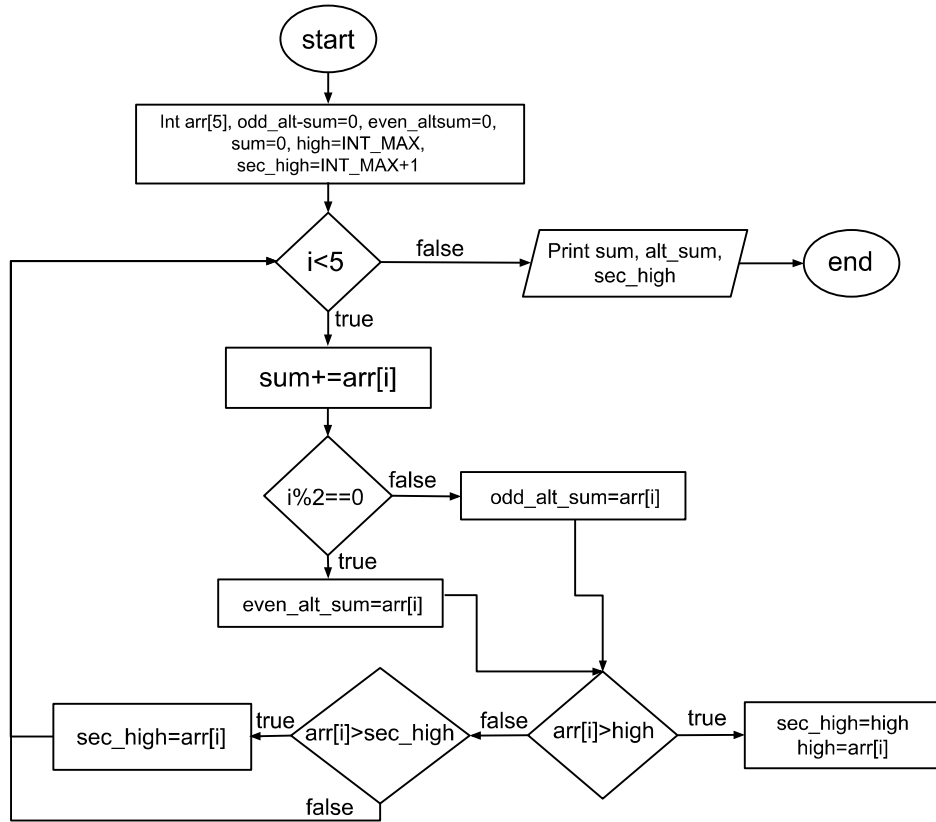 start
Int arr[5], odd_alt-sum=0, even_altsum=0,
sum=0, high=INT_MAX,
sec_high=INT_MAX+1
i<5
false
Print sum, alt_sum,
sec_high
end
true
sum+=arr[i]
i%2==0
false
odd_alt_sum=arr[i]
true
even_alt_sum=arr[i]
arr[i]>high
true
sec_high=high
high=arr[i]
false
arr[i]>sec_high
true
sec_high=arr[i]
false